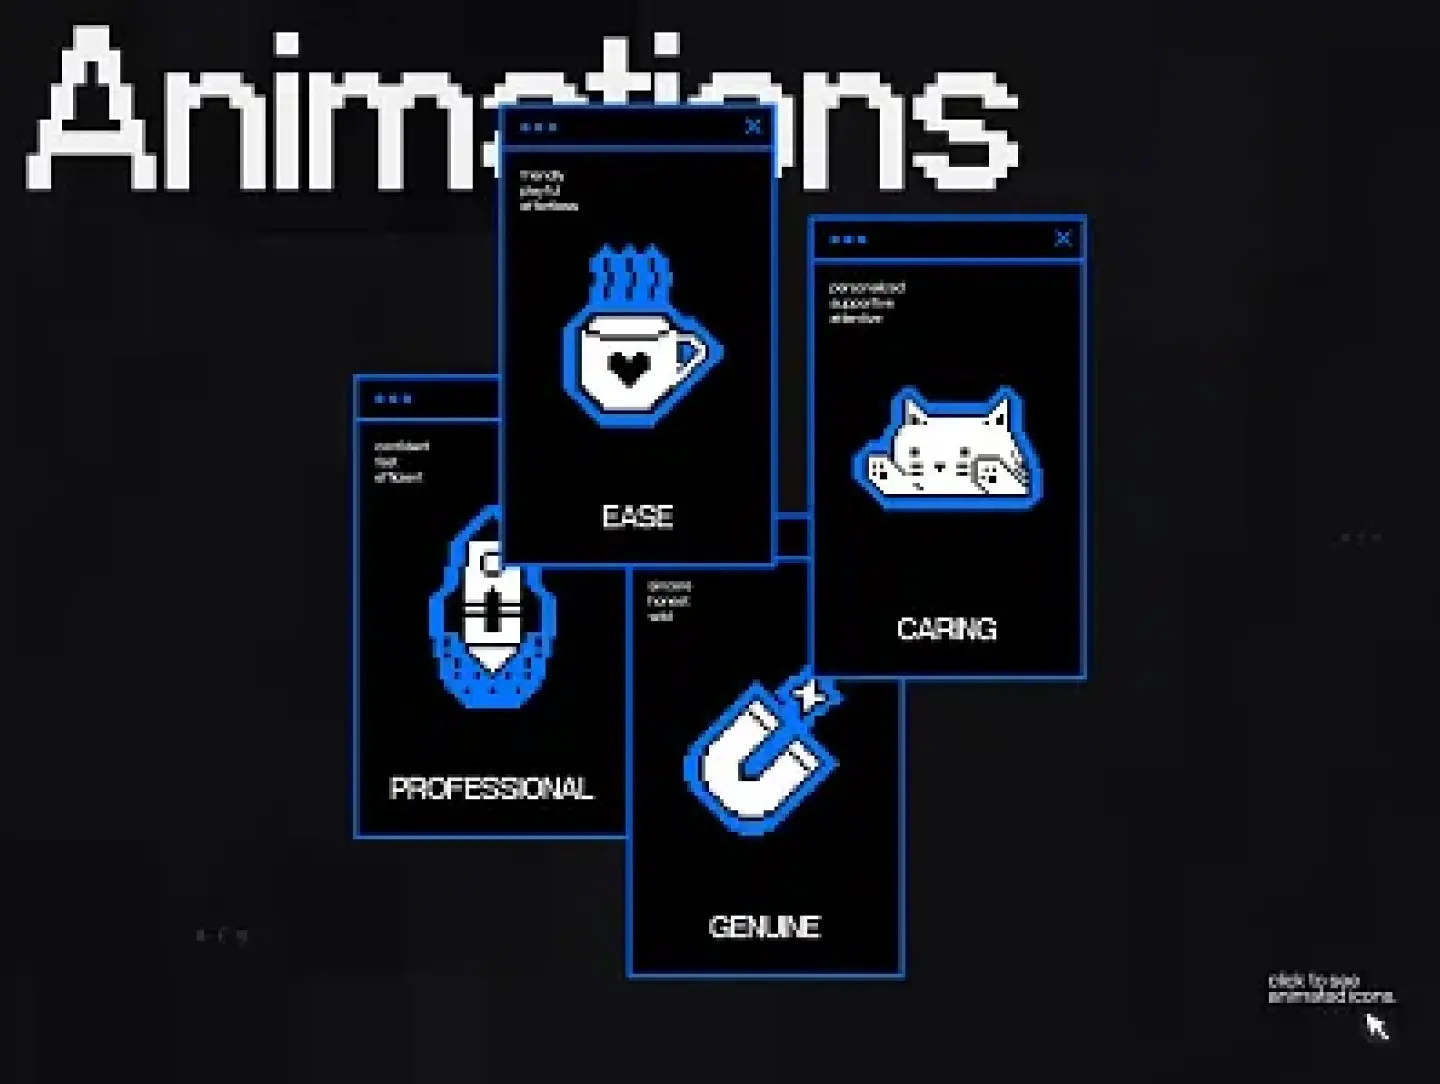 Animations
friendly
playful
effortless
EASE
personalized
supportive
attentive
CARING
confident
fast
efficient
PROFESSIONAL
sincere
honest
GENUINE
click to see
animated icons.